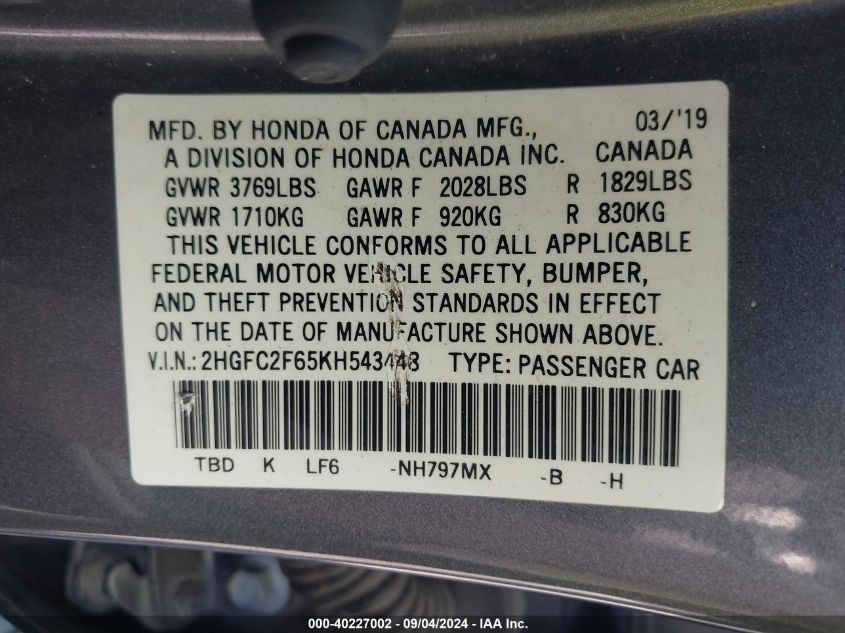 MFD. BY HONDA OF CANADA MFG., 03/'19
A DIVISION OF HONDA CANADA INC. CANADA
GVWR 3769LBS GAWR F 2028LBS R 1829LBS
GVWR 1710KG GAWR F 920KG R 830KG
THIS VEHICLE CONFORMS TO ALL APPLICABLE
FEDERAL MOTOR VEHICLE SAFETY, BUMPER,
AND THEFT PREVENTION STANDARDS IN EFFECT
ON THE DATE OF MANUFACTURE SHOWN ABOVE.
V.I.N.: 2HGFC2F65KH543448 TYPE: PASSENGER CAR
TBD K LF6 -NH797MX -B -H
000-40227002 - 09/04/2024 - IAA Inc.